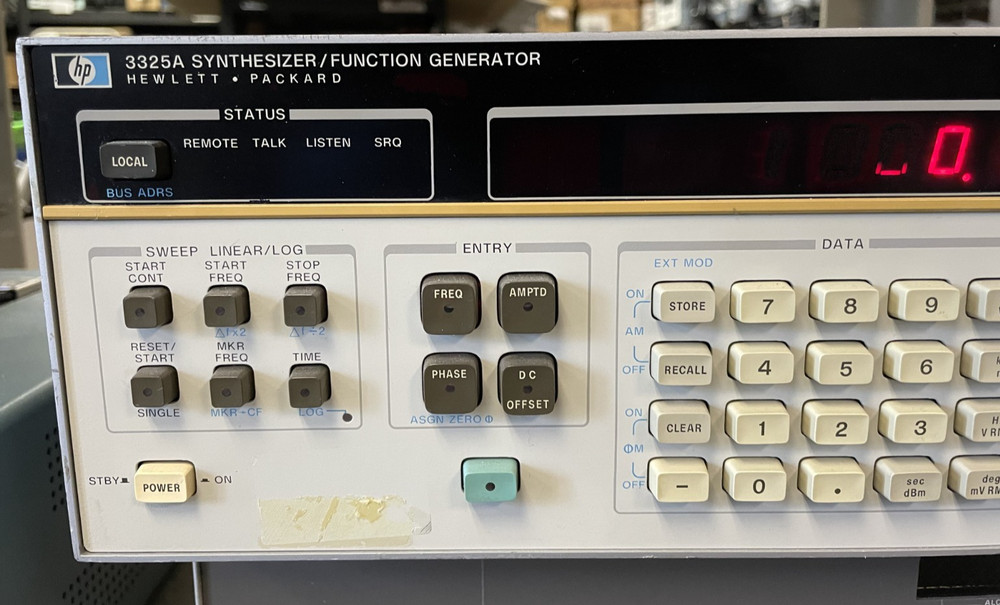 hp
3325A SYNTHESIZER/FUNCTION GENERATOR
HEWLETT • PACKARD
STATUS
LOCAL
REMOTE TALK LISTEN SRQ
BUS ADRS
0.
SWEEP LINEAR/LOG
START CONT
START FREQ
STOP FREQ
Δf×2
Δf÷2
RESET/START
MKR FREQ
TIME
SINGLE
MKR→CF
LOG
ENTRY
FREQ
AMPTD
PHASE
DC OFFSET
ASGN ZERO Φ
STBY
POWER
ON
DATA
EXT MOD
ON
AM
OFF
ON
ΦM
OFF
STORE 7 8 9
RECALL 4 5 6
CLEAR 1 2 3
− 0 .
sec
dBm
deg